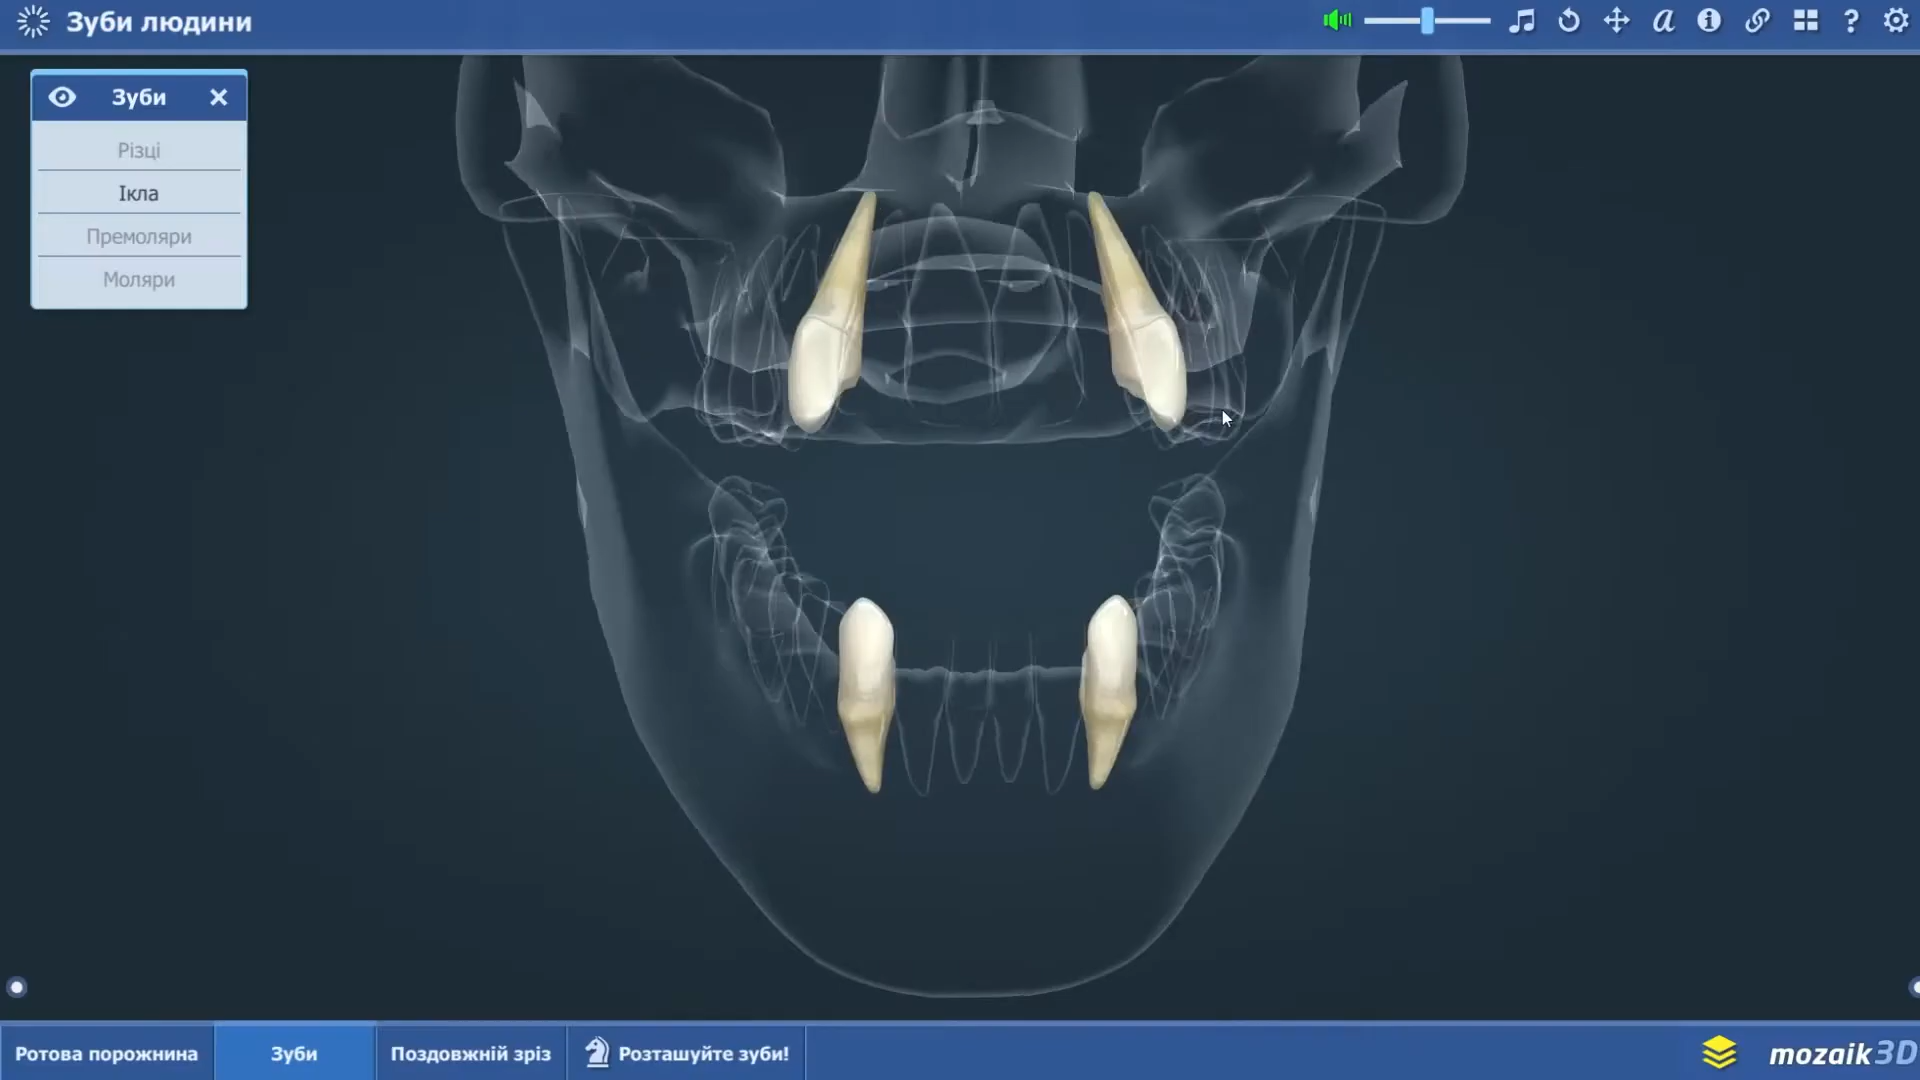 Зуби людини
Зуби
Різці
Ікла
Премоляри
Моляри
Ротова порожнина
Зуби
Поздовжній зріз
Розташуйте зуби!
mozaik3D